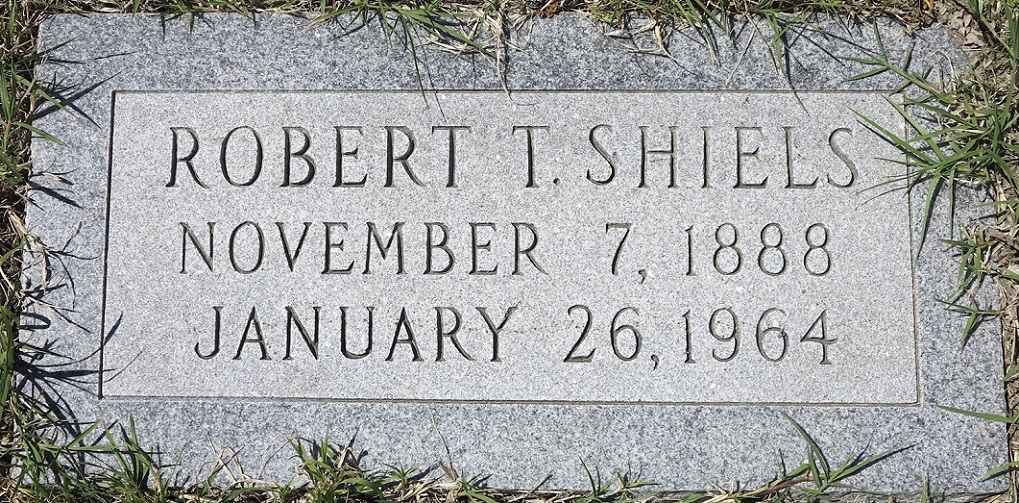 ROBERT T. SHIELS
NOVEMBER 7, 1888
JANUARY 26, 1964